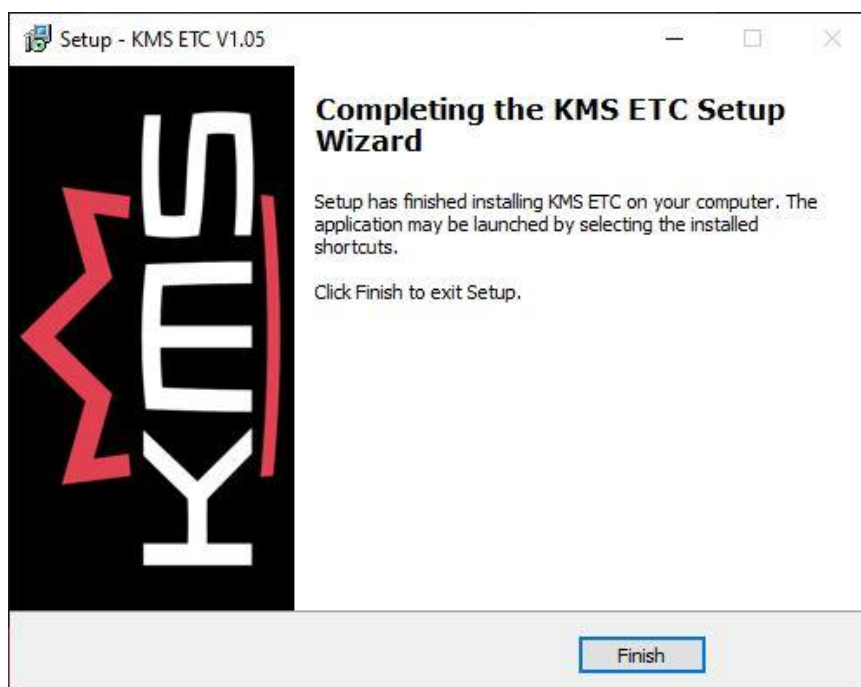 Setup - KMS ETC V1.05
KMS
Completing the KMS ETC Setup
Wizard
Setup has finished installing KMS ETC on your computer. The
application may be launched by selecting the installed
shortcuts.
Click Finish to exit Setup.
Finish